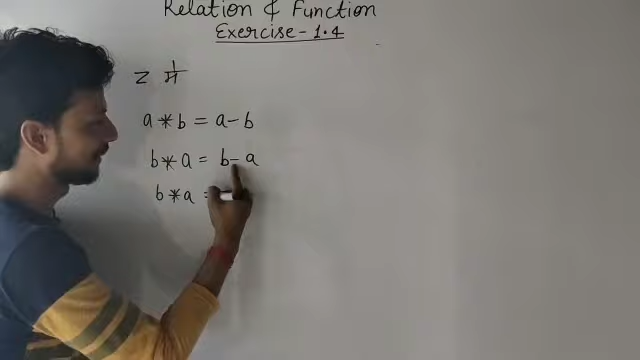 Relation & Function
Exercise-1.4
Z में
a * b = a - b
b * a = b - a
b * a =